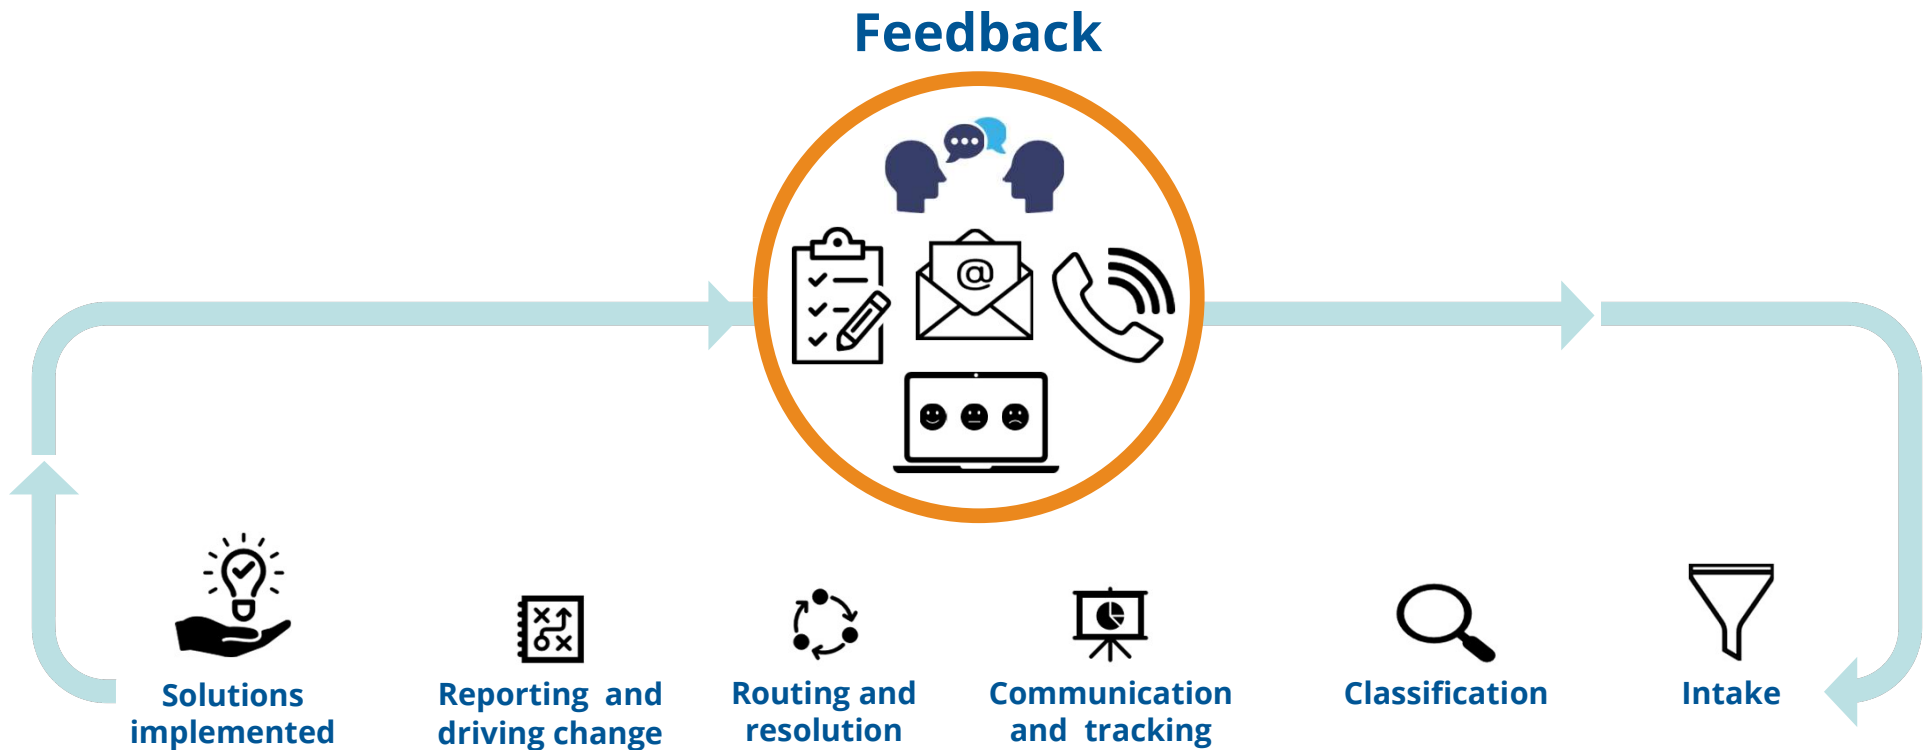 Feedback
@
Solutions
implemented
Reporting and
driving change
Routing and
resolution
Communication
and tracking
Classification
Intake